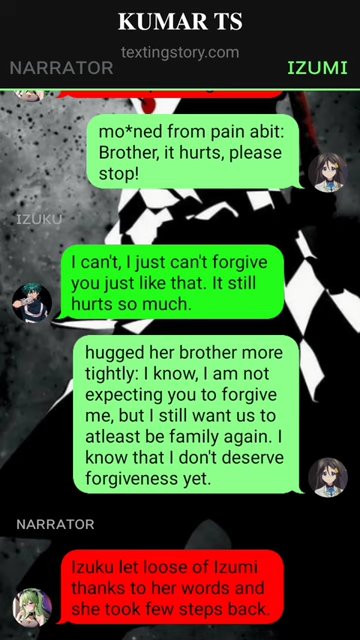 KUMAR TS
textingstory.com
NARRATOR
IZUMI
mo*ned from pain abit:
Brother, it hurts, please
stop!
IZUKU
I can't, I just can't forgive
you just like that. It still
hurts so much.
hugged her brother more
tightly: I know, I am not
expecting you to forgive
me, but I still want us to
atleast be family again. I
know that I don't deserve
forgiveness yet.
NARRATOR
Izuku let loose of Izumi
thanks to her words and
she took few steps back.